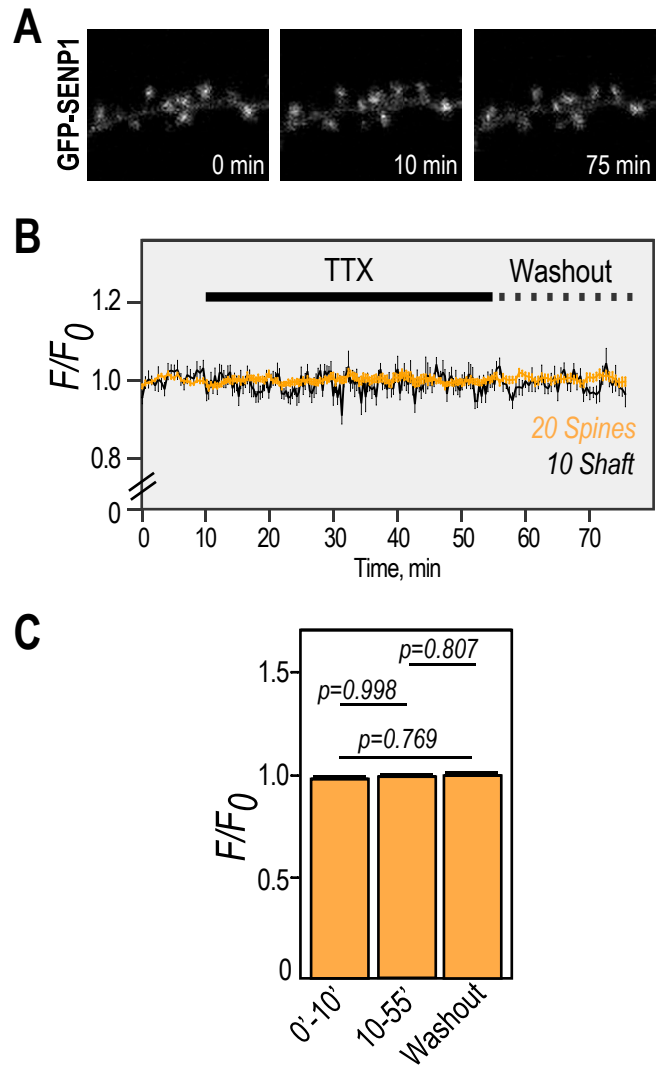 A
GFP-SENP1
0 min
10 min
75 min
B
TTX
Washout
F/F0
1.2
1.0
0.8
0
20 Spines
10 Shaft
0 10 20 30 40 50 60 70
Time, min
C
p=0.807
p=0.998
p=0.769
F/F0
1.5
1.0
0.5
0
0'-10'
10-55'
Washout